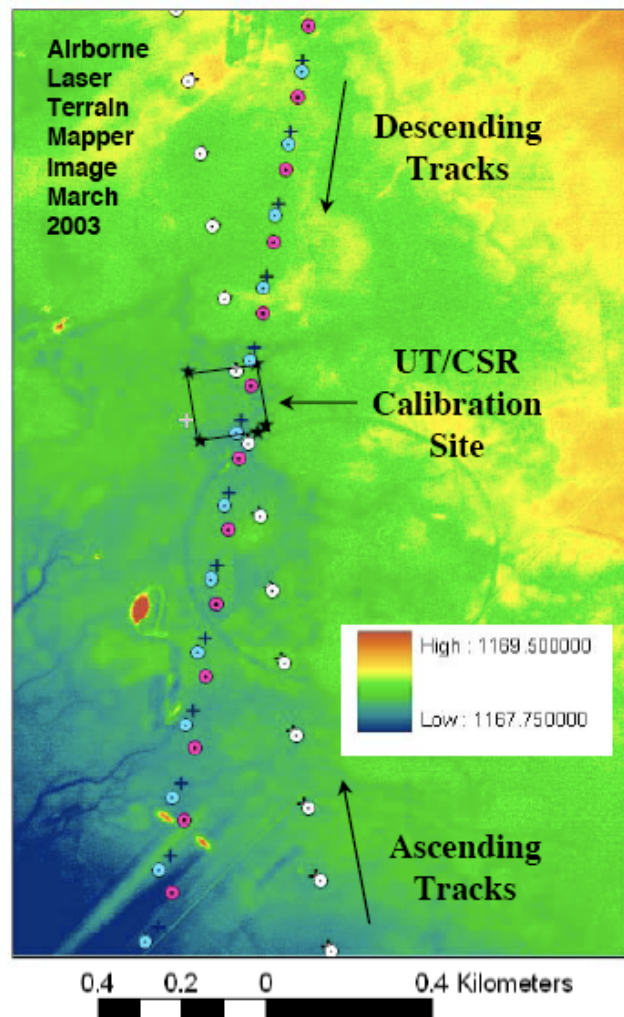 Airborne
Laser
Terrain
Mapper
Image
March
2003
Descending
Tracks
UT/CSR
Calibration
Site
High : 1169.500000
Low : 1167.750000
Ascending
Tracks
0.4 0.2 0 0.4 Kilometers